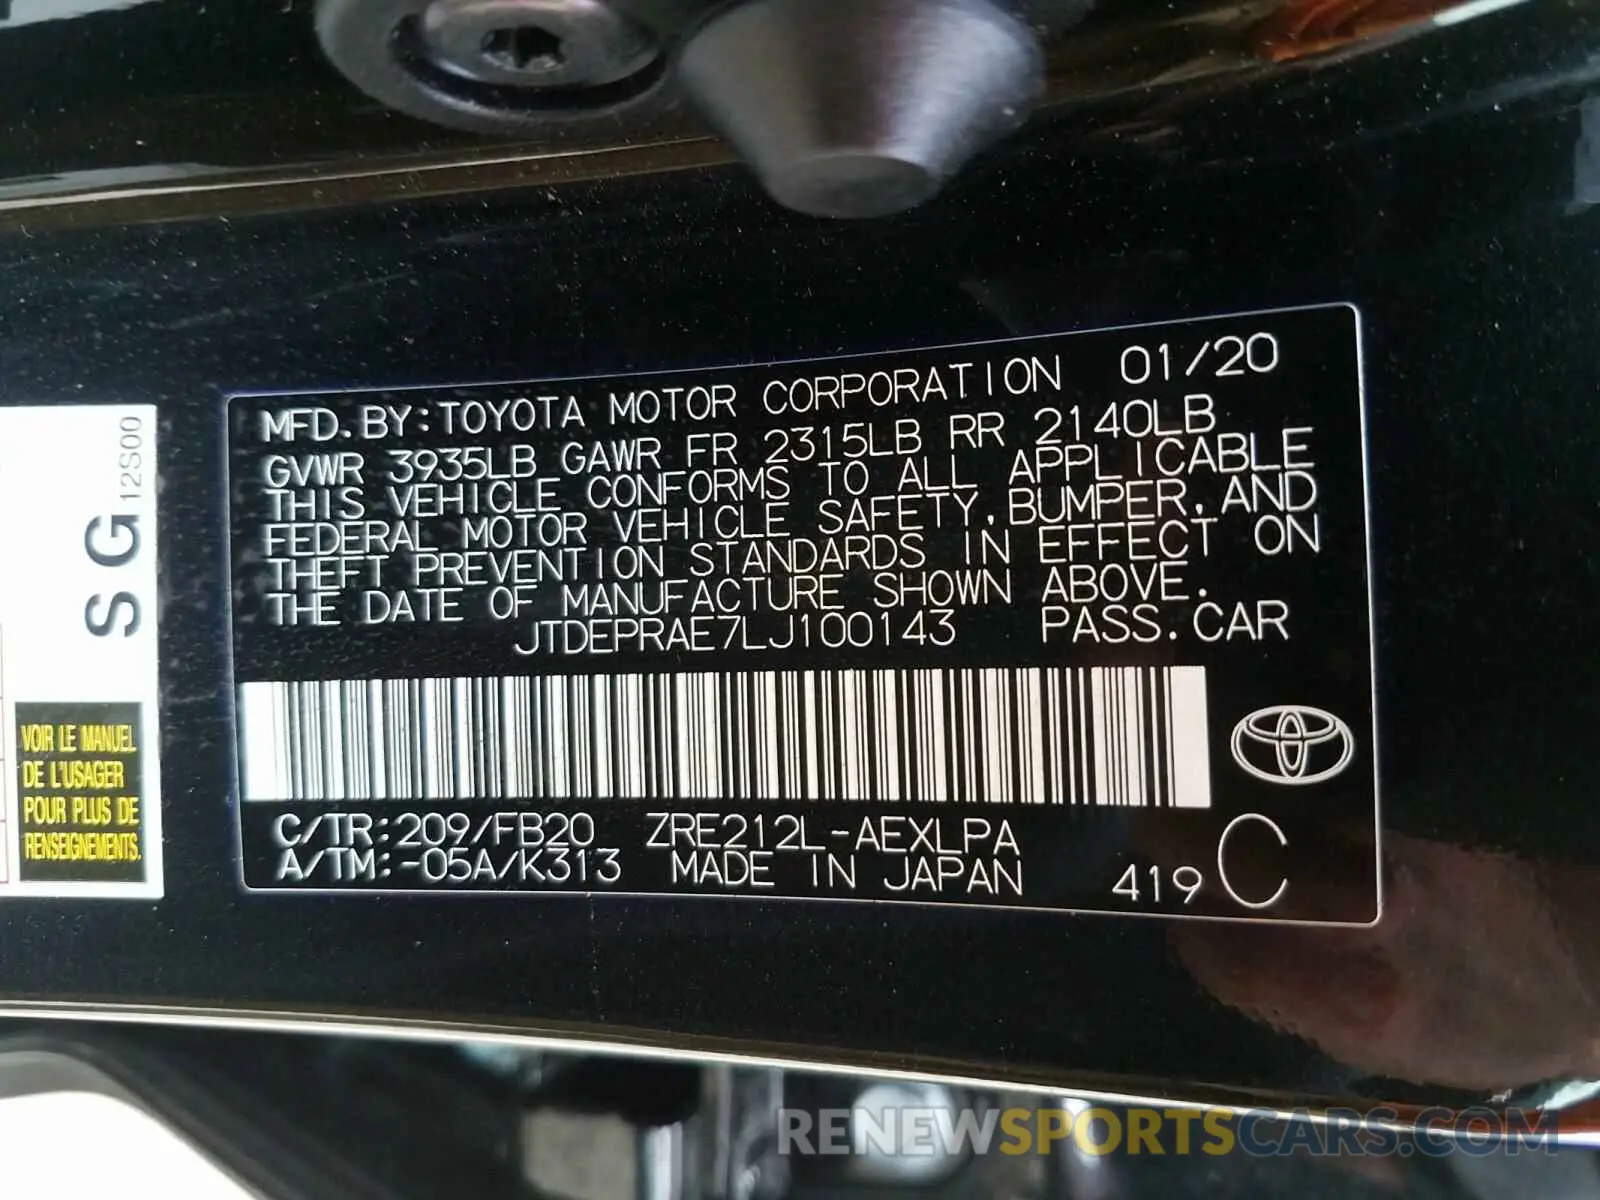 MFD. BY: TOYOTA MOTOR CORPORATION 01/20
GVWR 3935LB GAWR FR 2315LB RR 2140LB
THIS VEHICLE CONFORMS TO ALL APPLICABLE
FEDERAL MOTOR VEHICLE SAFETY, BUMPER, AND
THEFT PREVENTION STANDARDS IN EFFECT ON
THE DATE OF MANUFACTURE SHOWN ABOVE.
JTDEPRAE7LJ100143 PASS. CAR
C/TR: 209/FB20 ZRE212L-AEXLPA
A/TM: -05A/K313 MADE IN JAPAN 419 C
SG 12S00
VOIR LE MANUEL
DE L'USAGER
POUR PLUS DE
RENSEIGNEMENTS.
RENEWSPORTSCARS.COM